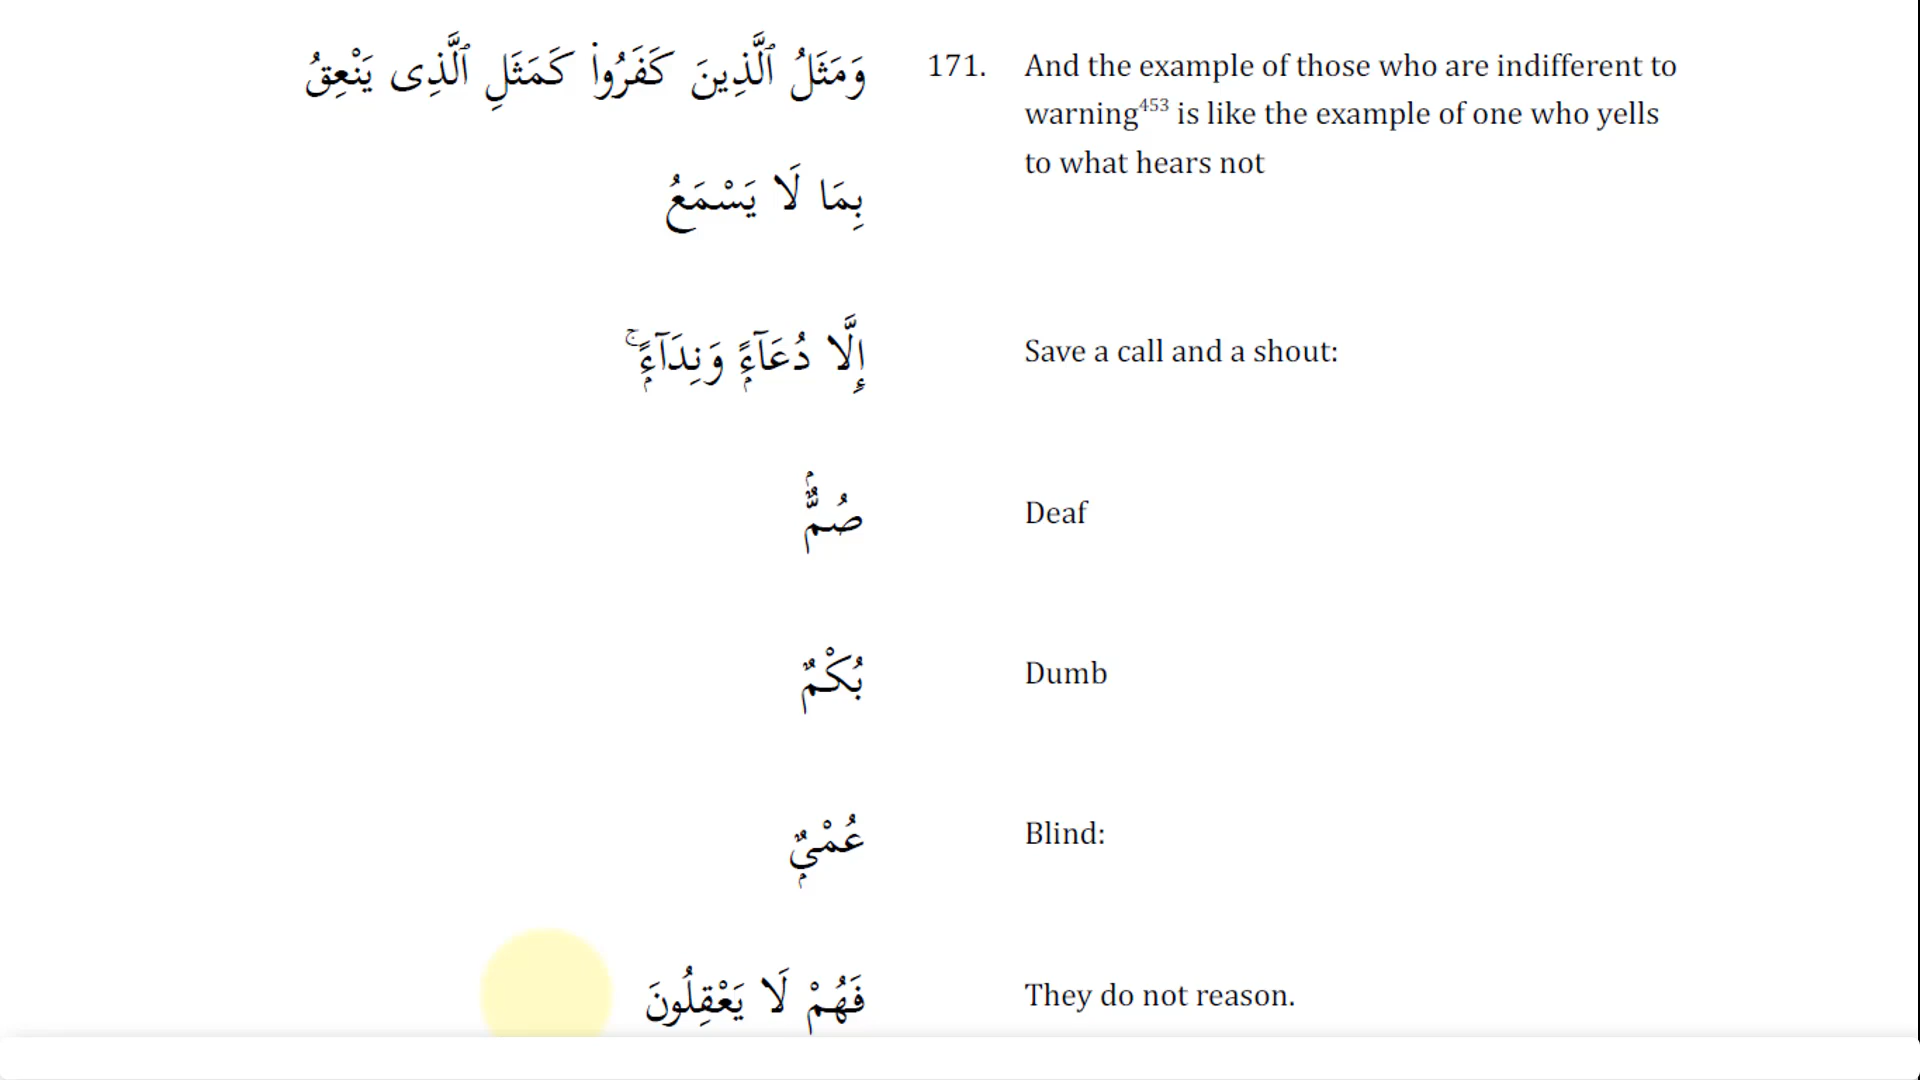 وَمَثَلُ ٱلَّذِينَ كَفَرُوا۟ كَمَثَلِ ٱلَّذِى يَنْعِقُ
171. And the example of those who are indifferent to
warning453 is like the example of one who yells
to what hears not
بِمَا لَا يَسْمَعُ
إِلَّا دُعَآءًۭ وَنِدَآءًۭ ۚ
Save a call and a shout:
صُمٌّۢ
Deaf
بُكْمٌ
Dumb
عُمْىٌۭ
Blind:
فَهُمْ لَا يَعْقِلُونَ
They do not reason.